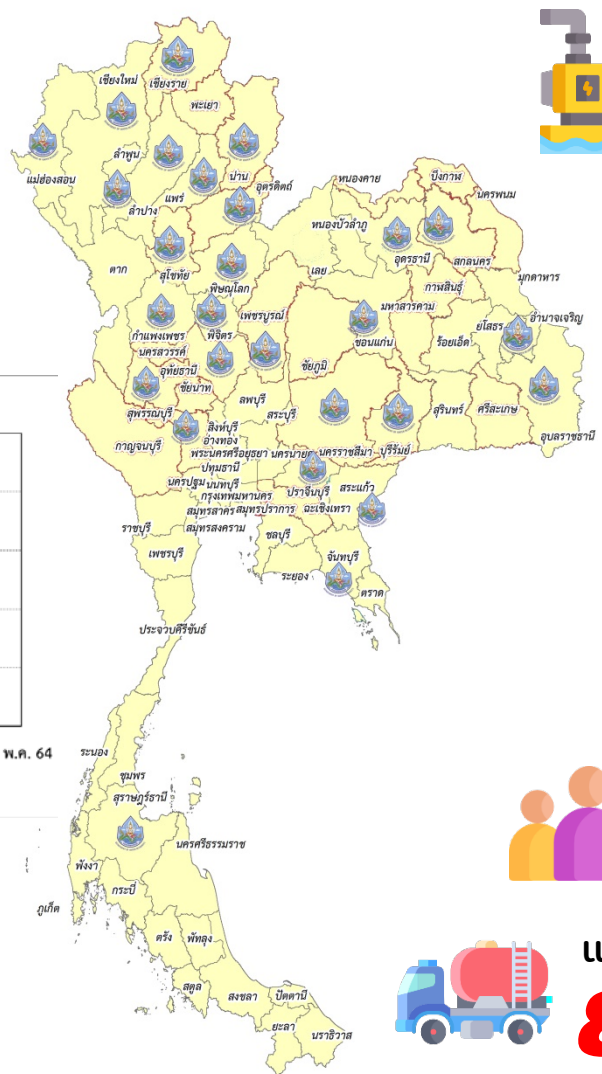 เชียงใหม่
เชียงราย
พะเยา
แม่ฮ่องสอน
ลำพูน
น่าน
แพร่
ลำปาง
อุตรดิตถ์
หนองคาย
บึงกาฬ
นครพนม
หนองบัวลำภู
อุดรธานี
สกลนคร
เลย
ตาก
สุโขทัย
พิษณุโลก
กาฬสินธุ์
มุกดาหาร
มหาสารคาม
เพชรบูรณ์
กำแพงเพชร
พิจิตร
ขอนแก่น
ร้อยเอ็ด
ยโสธร
อำนาจเจริญ
นครสวรรค์
อุทัยธานี
ชัยนาท
ชัยภูมิ
ลพบุรี
สุพรรณบุรี
สระบุรี
สิงห์บุรี
อ่างทอง
สุรินทร์
ศรีสะเกษ
อุบลราชธานี
กาญจนบุรี
พระนครศรีอยุธยา
นครราชสีมา
บุรีรัมย์
ปทุมธานี
นครปฐม
นนทบุรี
ปราจีนบุรี
สระแก้ว
กรุงเทพมหานคร
สมุทรสาคร
สมุทรปราการ
ฉะเชิงเทรา
ราชบุรี
สมุทรสงคราม
ชลบุรี
เพชรบุรี
ระยอง
จันทบุรี
ตราด
ประจวบคีรีขันธ์
พ.ค. 64
ระนอง
ชุมพร
สุราษฎร์ธานี
นครศรีธรรมราช
พังงา
กระบี่
ภูเก็ต
ตรัง
พัทลุง
สตูล
สงขลา
ปัตตานี
ยะลา
นราธิวาส